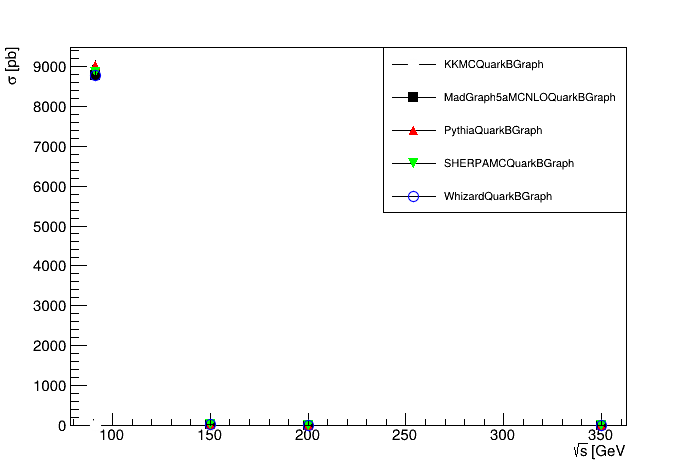 σ [pb]
9000
8000
7000
6000
5000
4000
3000
2000
1000
0
KKMCQuarkBGraph
MadGraph5aMCNLOQuarkBGraph
PythiaQuarkBGraph
SHERPAMCQuarkBGraph
WhizardQuarkBGraph
100 150 200 250 300 350
√s [GeV